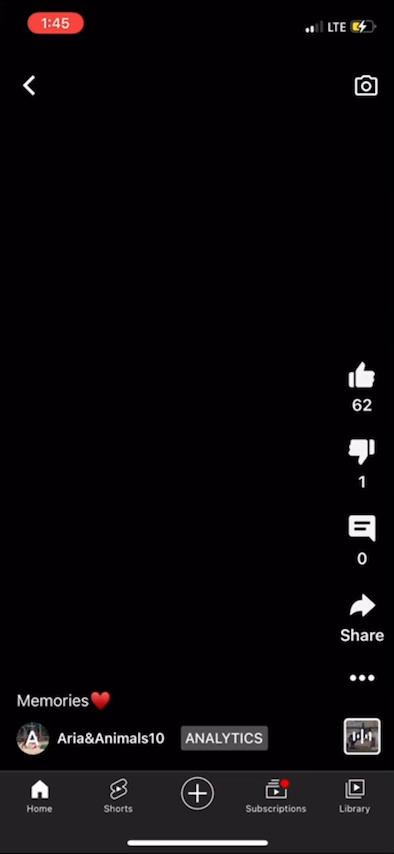 1:45
LTE
62
1
0
Share
Memories❤️
A
Aria&Animals10
ANALYTICS
Home
Shorts
Subscriptions
Library